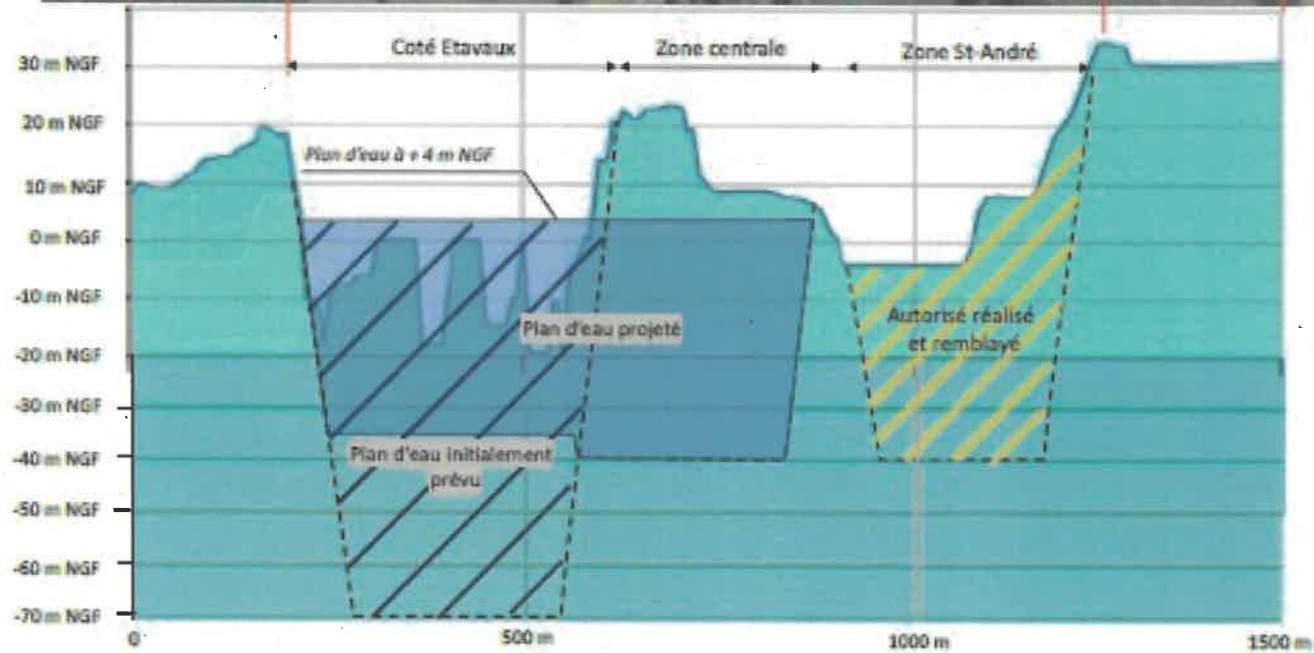 Coté Etavaux
Zone centrale
Zone St-André
30 m NGF
20 m NGF
Plan d'eau à + 4 m NGF
10 m NGF
0 m NGF
-10 m NGF
Plan d'eau projeté
Autorisé réalisé
et remblayé
-20 m NGF
-30 m NGF
-40 m NGF
Plan d'eau initialement
prévu
-50 m NGF
-60 m NGF
-70 m NGF
0
500 m
1000 m
1500 m